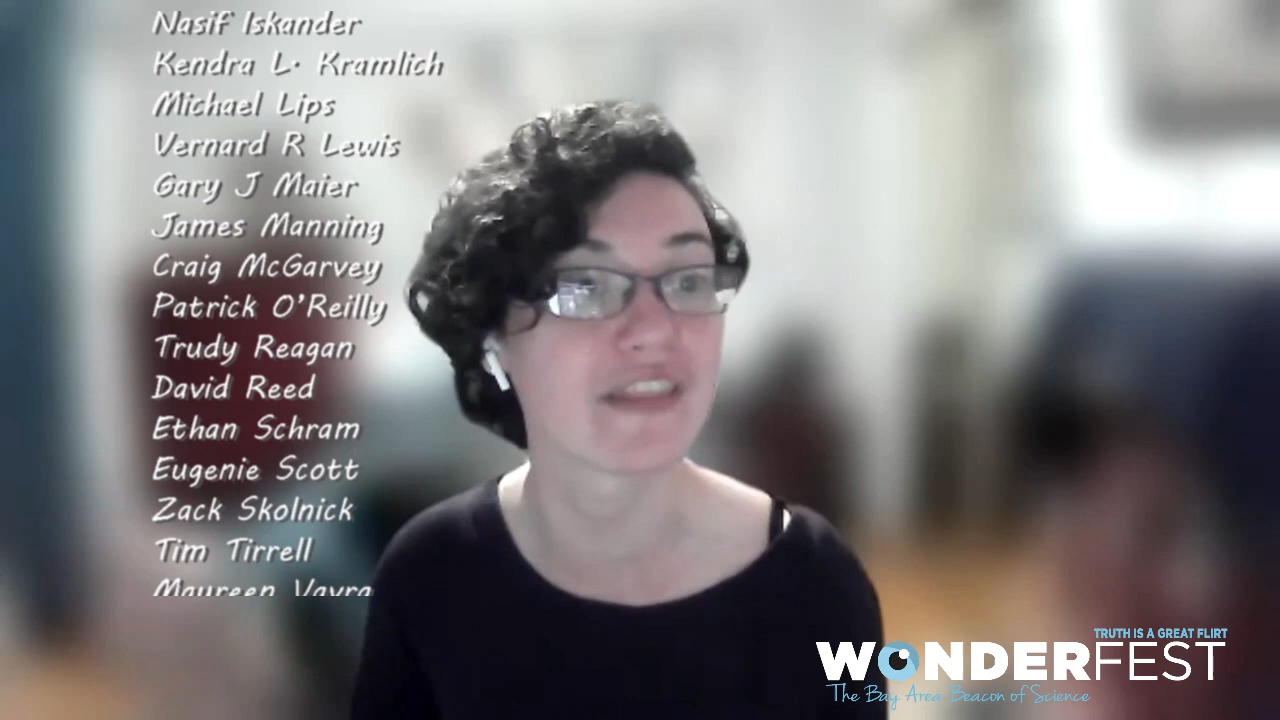 Nasif Iskander
Kendra L. Kramlich
Michael Lips
Vernard R Lewis
Gary J Maier
James Manning
Craig McGarvey
Patrick O'Reilly
Trudy Reagan
David Reed
Ethan Schram
Eugenie Scott
Zack Skolnick
Tim Tirrell
Maureen Vavra
TRUTH IS A GREAT FLIRT
WONDERFEST
The Bay Area Beacon of Science